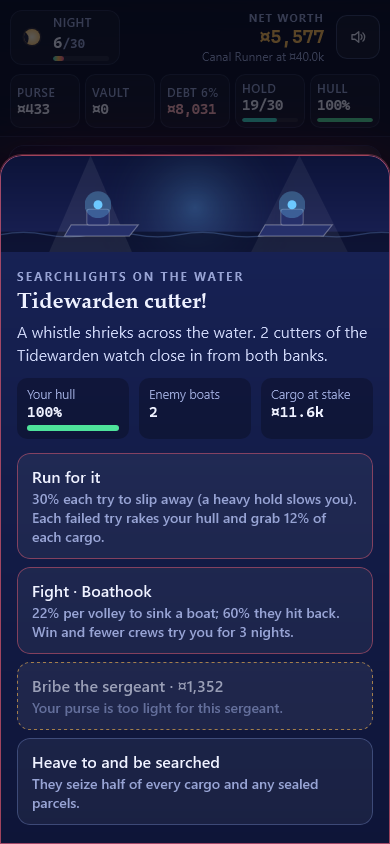 NIGHT
6/30
NET WORTH
¤5,577
Canal Runner at ¤40.0k
PURSE
¤433
VAULT
¤0
DEBT 6%
¤8,031
HOLD
19/30
HULL
100%
SEARCHLIGHTS ON THE WATER
Tidewarden cutter!
A whistle shrieks across the water. 2 cutters of the
Tidewarden watch close in from both banks.
Your hull
100%
Enemy boats
2
Cargo at stake
¤11.6k
Run for it
30% each try to slip away (a heavy hold slows you).
Each failed try rakes your hull and grab 12% of
each cargo.
Fight · Boathook
22% per volley to sink a boat; 60% they hit back.
Win and fewer crews try you for 3 nights.
Bribe the sergeant · ¤1,352
Your purse is too light for this sergeant.
Heave to and be searched
They seize half of every cargo and any sealed
parcels.